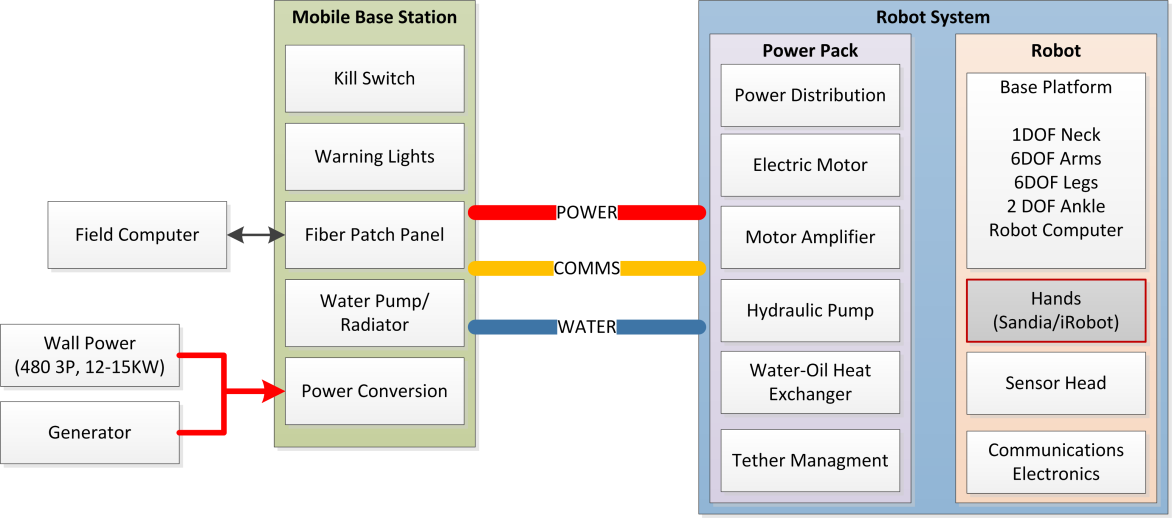 Mobile Base Station
Kill Switch
Warning Lights
Fiber Patch Panel
Water Pump/
Radiator
Power Conversion
Field Computer
Wall Power
(480 3P, 12-15KW)
Generator
POWER
COMMS
WATER
Robot System
Power Pack
Power Distribution
Electric Motor
Motor Amplifier
Hydraulic Pump
Water-Oil Heat
Exchanger
Tether Managment
Robot
Base Platform
1DOF Neck
6DOF Arms
6DOF Legs
2 DOF Ankle
Robot Computer
Hands
(Sandia/iRobot)
Sensor Head
Communications
Electronics